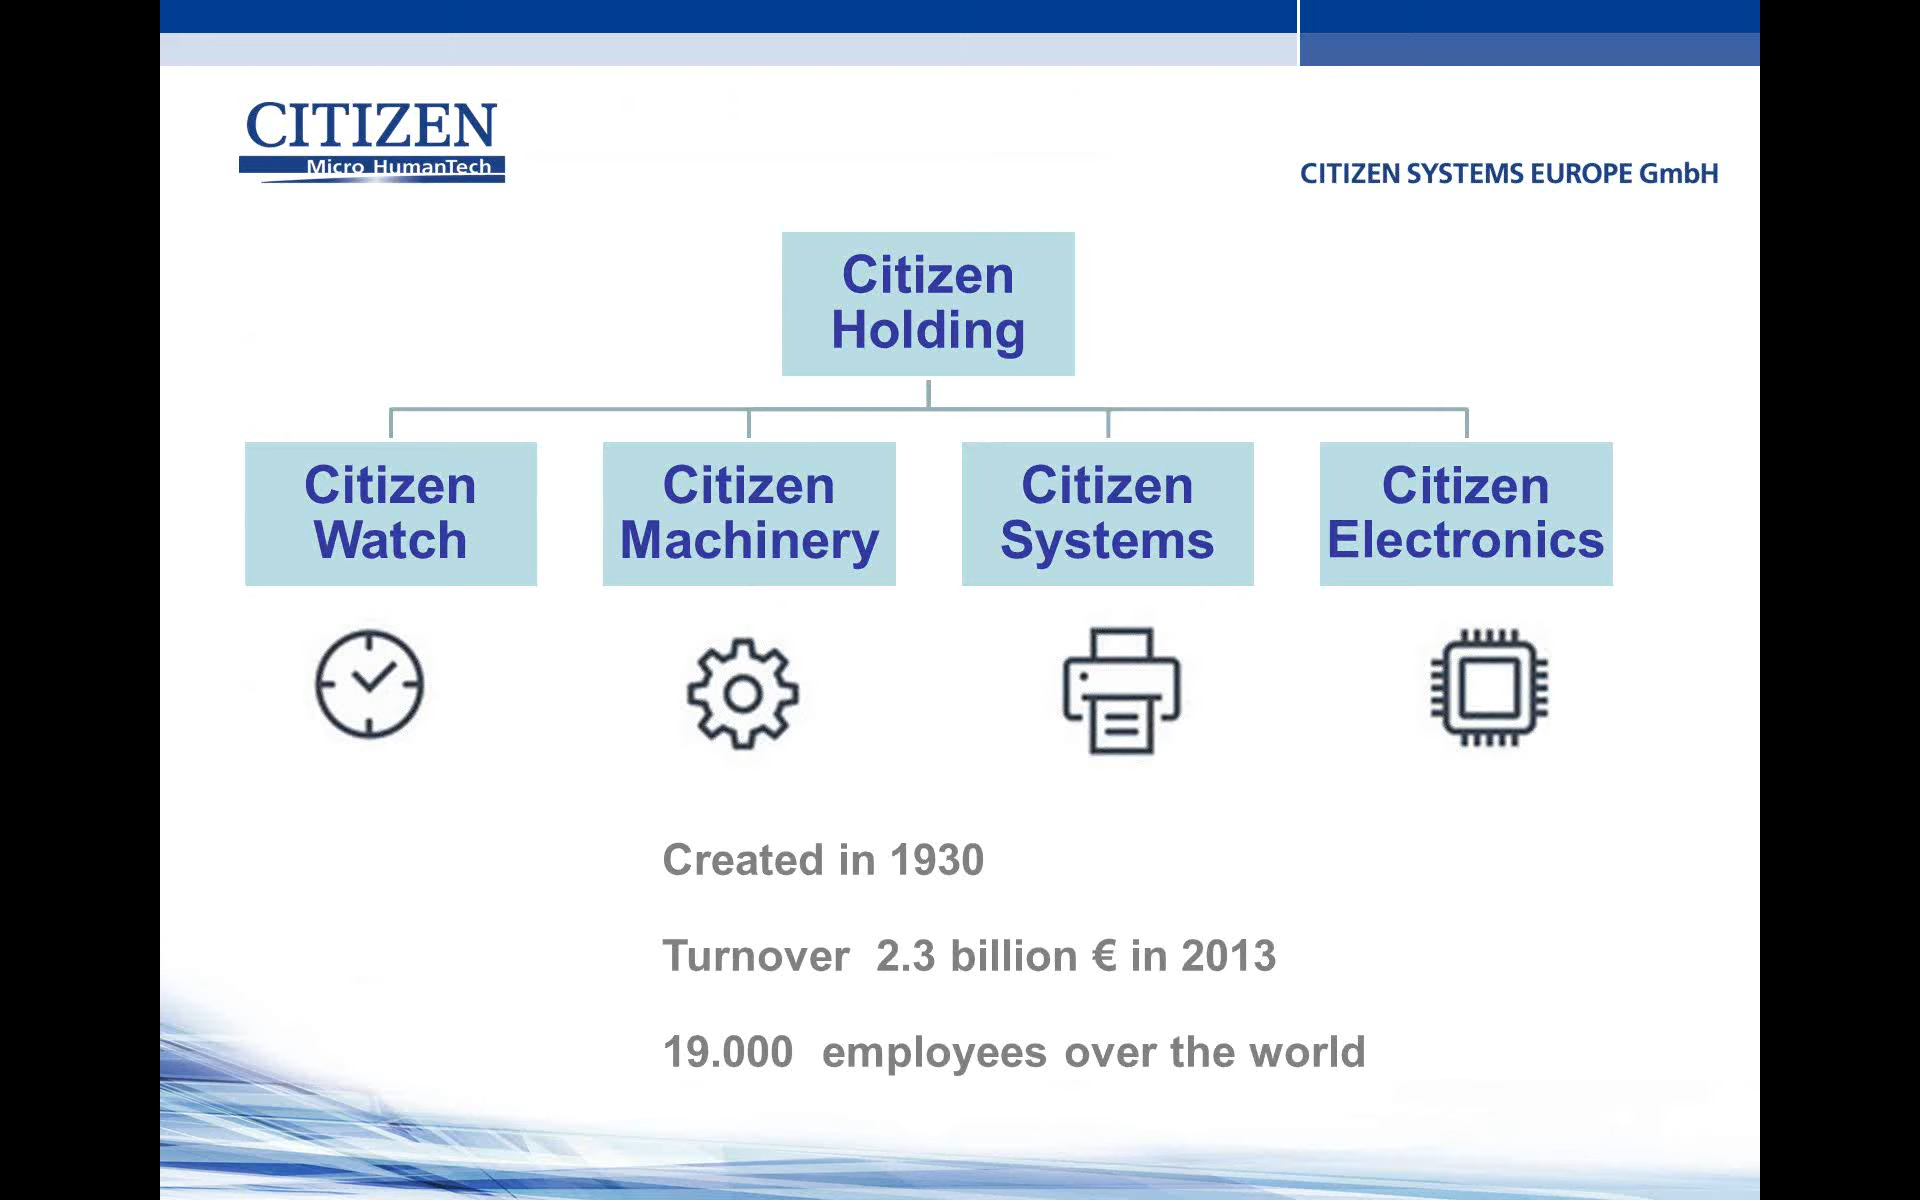 CITIZEN
Micro HumanTech
CITIZEN SYSTEMS EUROPE GmbH
Citizen
Holding
Citizen
Watch
Citizen
Machinery
Citizen
Systems
Citizen
Electronics
Created in 1930
Turnover  2.3 billion € in 2013
19.000  employees over the world